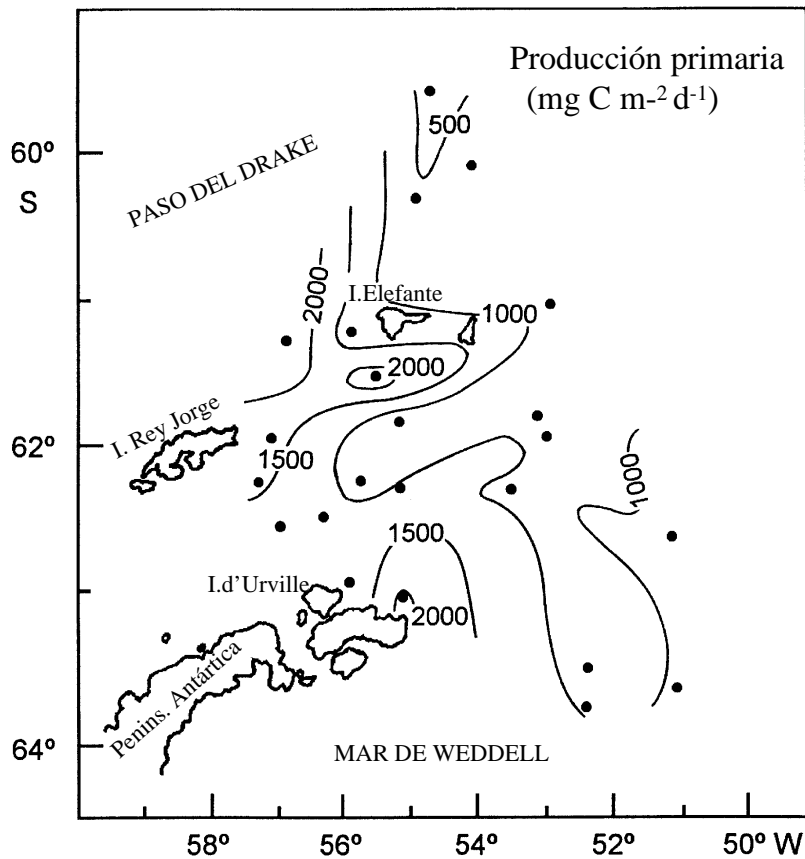 Producción primaria
(mg C m-² d-¹)
500
60º
S
PASO DEL DRAKE
2000
I.Elefante
1000
2000
I. Rey Jorge
62º
1500
1000
1500
I.d’Urville
2000
Penins. Antártica
64º
MAR DE WEDDELL
58º 56º 54º 52º 50º W